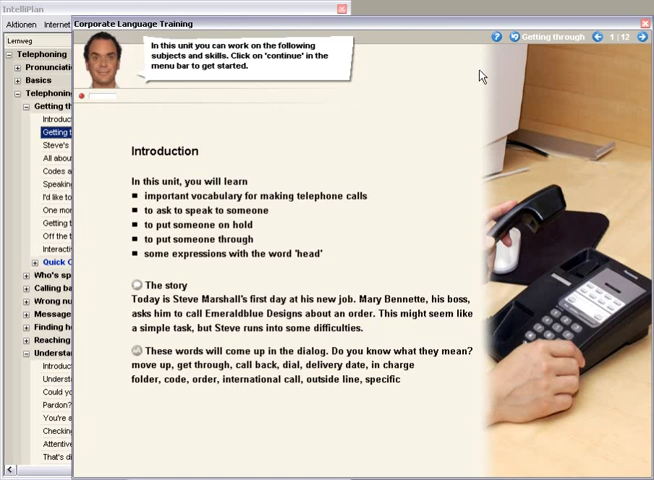 IntelliPlan
Aktionen Internet
Corporate Language Training
Lernweg
In this unit you can work on the following
subjects and skills. Click on 'continue' in the
menu bar to get started.
Getting through
1|12
Telephoning
Pronunciati
Basics
Telephonin
Getting th
Introduc
Getting t
Steve's
All abou
Codes a
Speakin
I'd like to
One mor
Getting t
Off the t
Interacti
Quick C
Who's sp
Calling ba
Wrong nu
Message
Finding h
Reaching
Understa
Introduc
Underst
Could yo
Pardon?
You're s
Checkin
Attentive
That's di
Introduction
In this unit, you will learn
important vocabulary for making telephone calls
to ask to speak to someone
to put someone on hold
to put someone through
some expressions with the word 'head'
The story
Today is Steve Marshall's first day at his new job. Mary Bennette, his boss,
asks him to call Emeraldblue Designs about an order. This might seem like
a simple task, but Steve runs into some difficulties.
These words will come up in the dialog. Do you know what they mean?
move up, get through, call back, dial, delivery date, in charge
folder, code, order, international call, outside line, specific